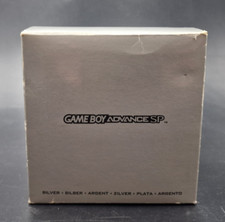 GAME BOY ADVANCE SP
SILVER • SILBER • ARGENT • ZILVER • PLATA • ARGENTO